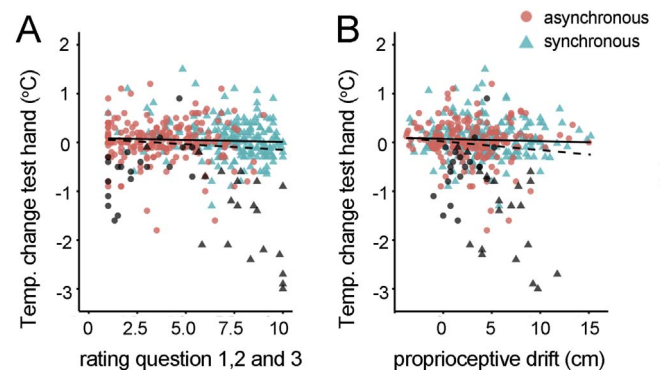 A
B
asynchronous
synchronous
Temp. change test hand (°C)
2
1
0
-1
-2
-3
0
2.5
5.0
7.5
10
rating question 1,2 and 3
Temp. change test hand (°C)
2
1
0
-1
-2
-3
0
5
10
15
proprioceptive drift (cm)